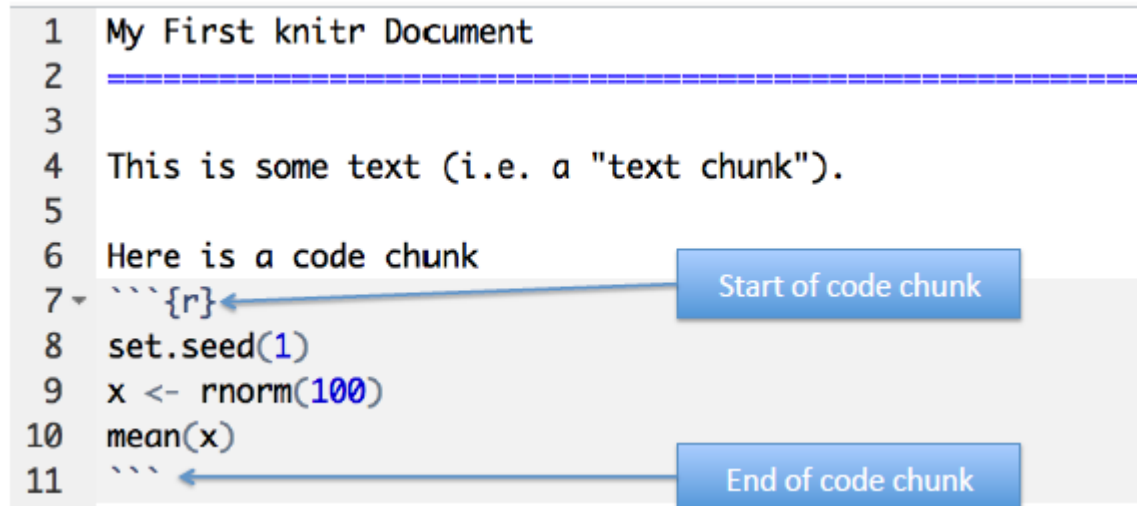 1 My First knitr Document
2 =========================================================
3
4 This is some text (i.e. a "text chunk").
5
6 Here is a code chunk
7 ```{r}
Start of code chunk
8 set.seed(1)
9 x <- rnorm(100)
10 mean(x)
11 ```
End of code chunk